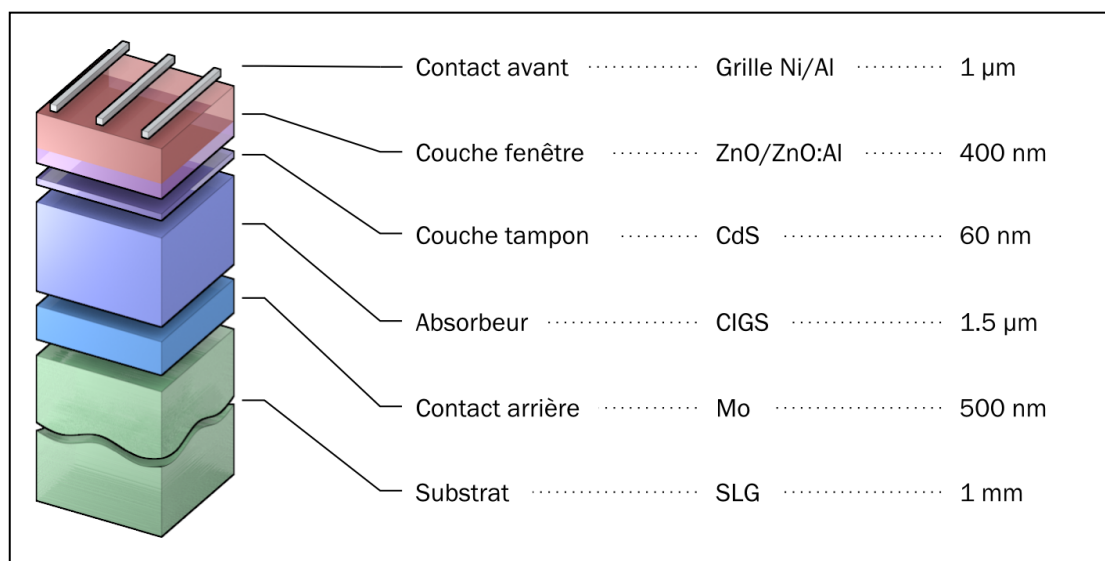 Contact avant Grille Ni/Al 1 µm
Couche fenêtre ZnO/ZnO:Al 400 nm
Couche tampon CdS 60 nm
Absorbeur CIGS 1.5 µm
Contact arrière Mo 500 nm
Substrat SLG 1 mm